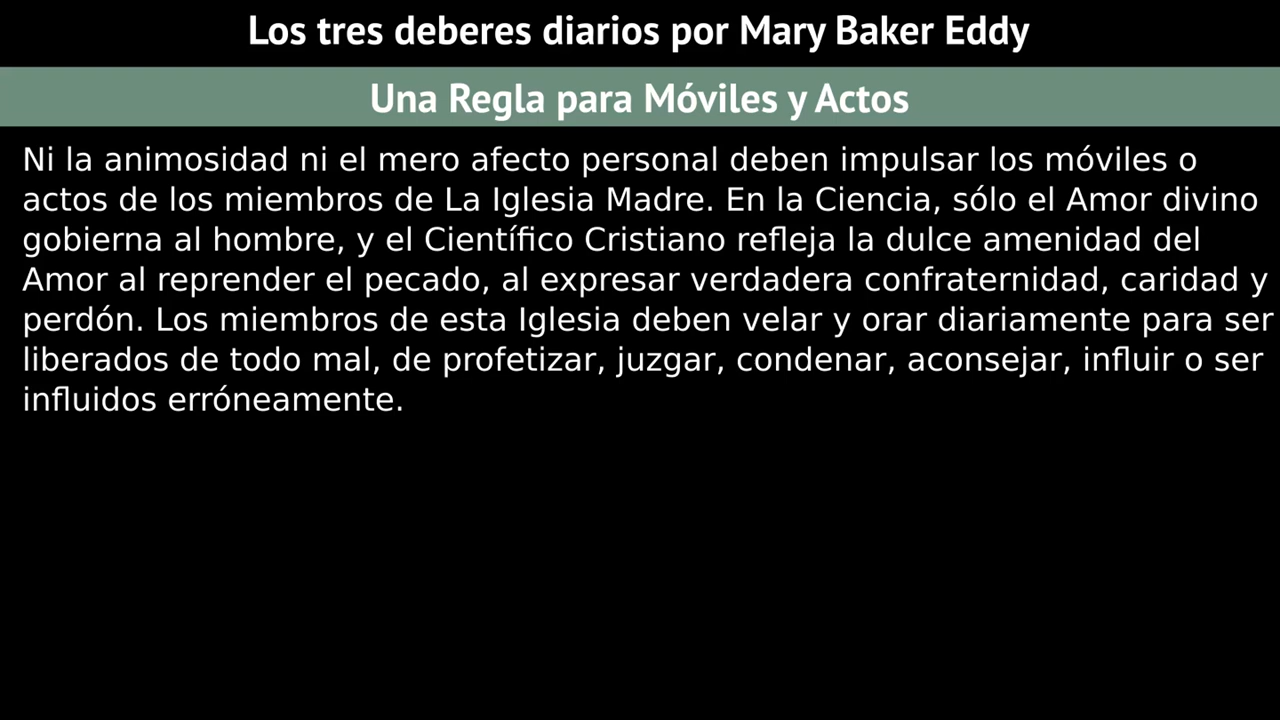 Los tres deberes diarios por Mary Baker Eddy
Una Regla para Móviles y Actos
Ni la animosidad ni el mero afecto personal deben impulsar los móviles o
actos de los miembros de La Iglesia Madre. En la Ciencia, sólo el Amor divino
gobierna al hombre, y el Científico Cristiano refleja la dulce amenidad del
Amor al reprender el pecado, al expresar verdadera confraternidad, caridad y
perdón. Los miembros de esta Iglesia deben velar y orar diariamente para ser
liberados de todo mal, de profetizar, juzgar, condenar, aconsejar, influir o ser
influidos erróneamente.